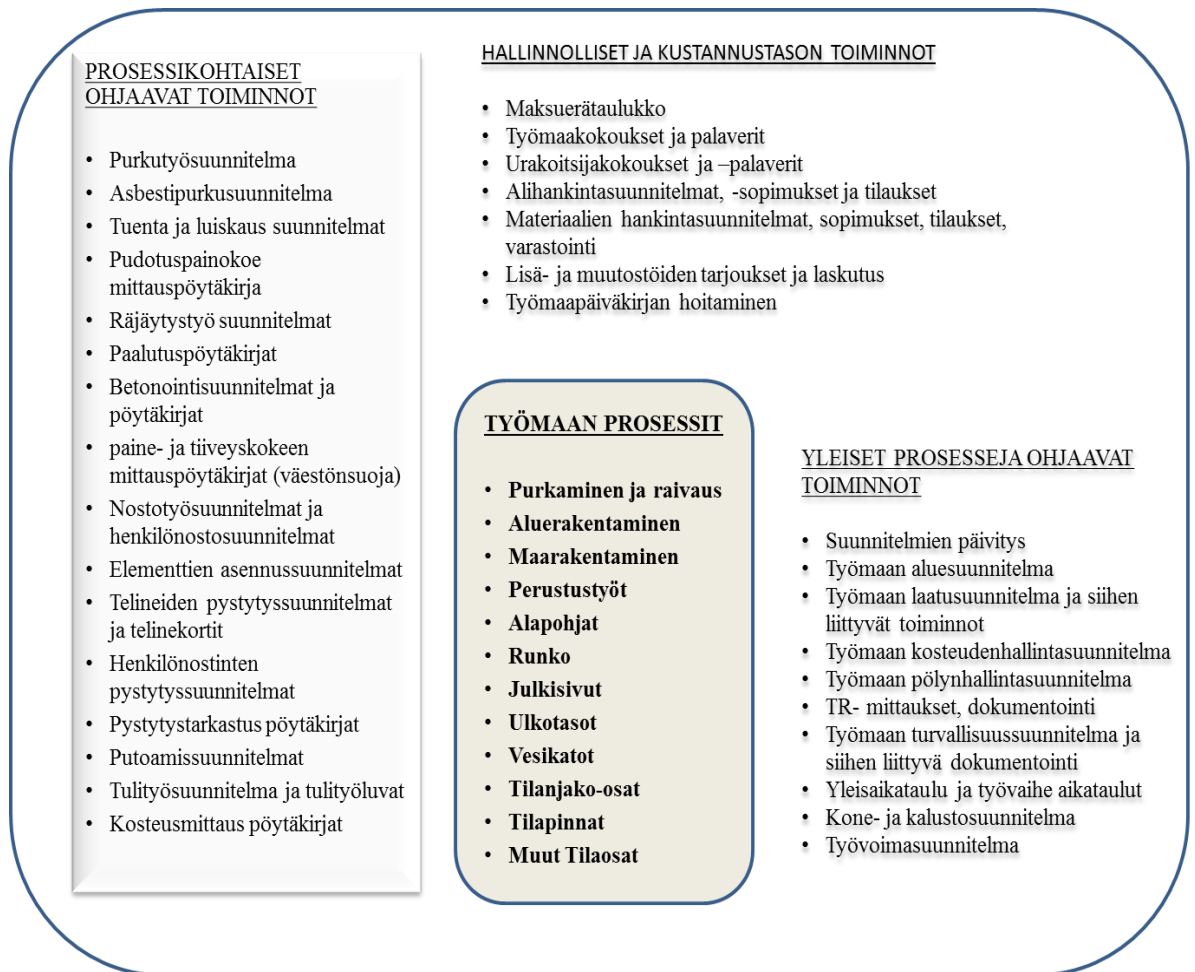 PROSESSIKOHTAISET
OHJAAVAT TOIMINNOT
• Purkutyösuunnitelma
• Asbestipurkusuunnitelma
• Tuenta ja luiskaus suunnitelmat
• Pudotuspainokoe
mittauspöytäkirja
• Räjäytystyö suunnitelmat
• Paalutuspöytäkirjat
• Betonointisuunnitelmat ja
pöytäkirjat
• paine- ja tiiveyskokeen
mittauspöytäkirjat (väestönsuoja)
• Nostotyösuunnitelmat ja
henkilönostosuunnitelmat
• Elementtien asennussuunnitelmat
• Telineiden pystytyssuunnitelmat
ja telinekortit
• Henkilönostinten
pystytyssuunnitelmat
• Pystytystarkastus pöytäkirjat
• Putoamissuunnitelmat
• Tulityösuunnitelma ja tulityöluvat
• Kosteusmittaus pöytäkirjat
HALLINNOLLISET JA KUSTANNUSTASON TOIMINNOT
• Maksuerätaulukko
• Työmaakokoukset ja palaverit
• Urakoitsijakokoukset ja –palaverit
• Alihankintasuunnitelmat, -sopimukset ja tilaukset
• Materiaalien hankintasuunnitelmat, sopimukset, tilaukset,
varastointi
• Lisä- ja muutostöiden tarjoukset ja laskutus
• Työmaapäiväkirjan hoitaminen
TYÖMAAN PROSESSIT
• Purkaminen ja raivaus
• Aluerakentaminen
• Maarakentaminen
• Perustustyöt
• Alapohjat
• Runko
• Julkisivut
• Ulkotasot
• Vesikatot
• Tilanjako-osat
• Tilapinnat
• Muut Tilaosat
YLEISET PROSESSEJA OHJAAVAT
TOIMINNOT
• Suunnitelmien päivitys
• Työmaan aluesuunnitelma
• Työmaan laatusuunnitelma ja siihen
liittyvät toiminnot
• Työmaan kosteudenhallintasuunnitelma
• Työmaan pölynhallintasuunnitelma
• TR- mittaukset, dokumentointi
• Työmaan turvallisuussuunnitelma ja
siihen liittyvä dokumentointi
• Yleisaikataulu ja työvaihe aikataulut
• Kone- ja kalustosuunnitelma
• Työvoimasuunnitelma